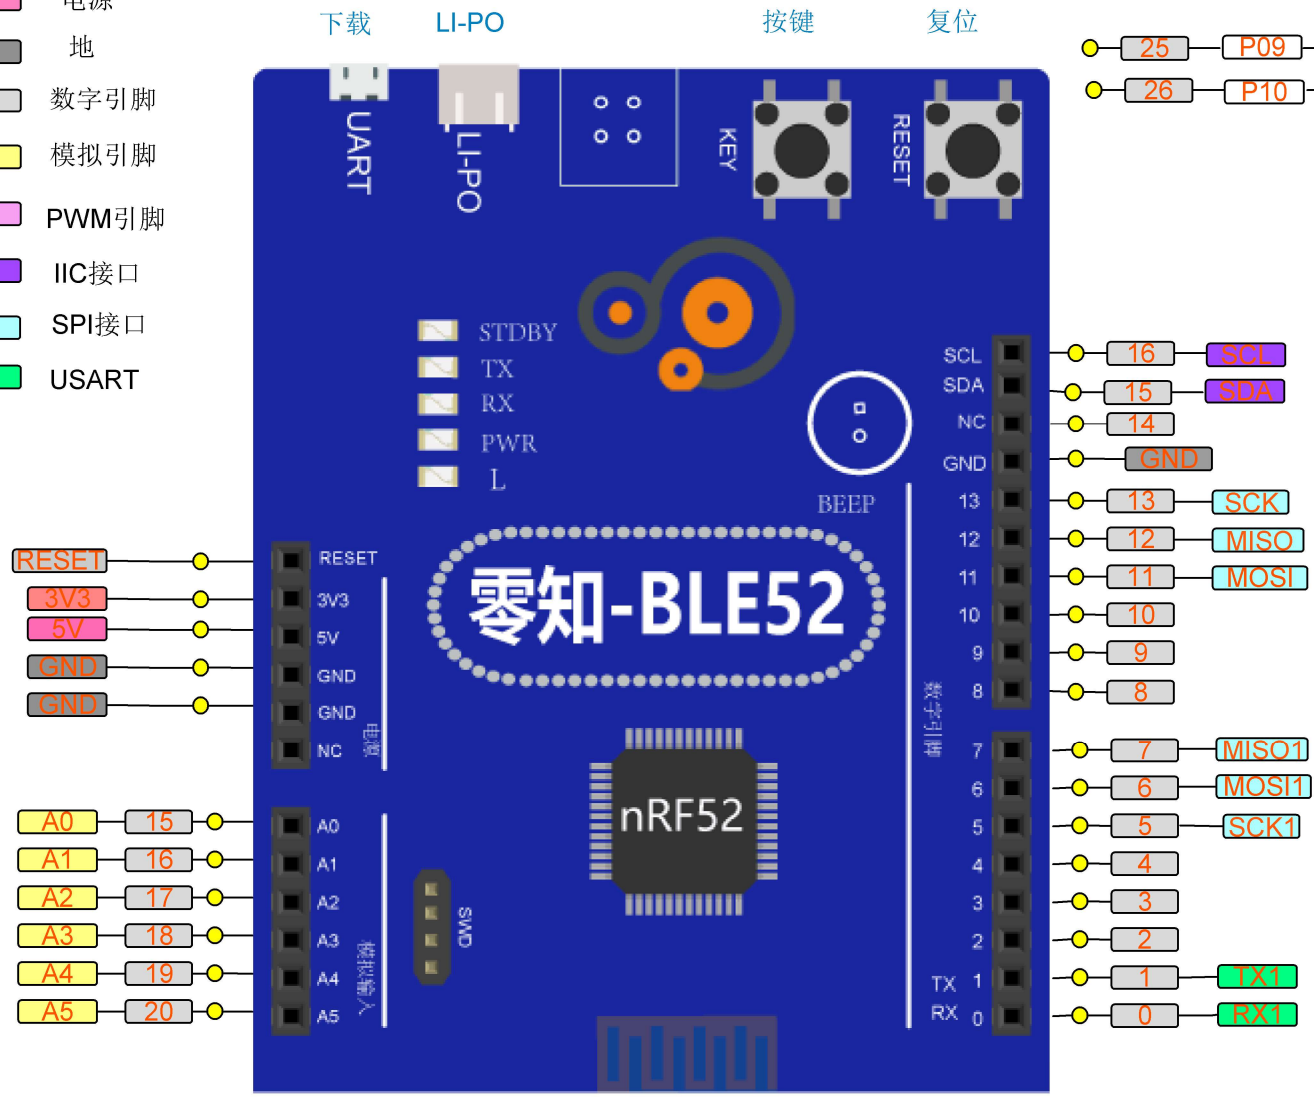 电源
地
数字引脚
模拟引脚
PWM引脚
IIC接口
SPI接口
USART
下载
LI-PO
按键
复位
25 P09
26 P10
UART
LI-PO
KEY
RESET
STDBY
TX
RX
PWR
L
BEEP
零知-BLE52
nRF52
SWD
RESET RESET
3V3 3V3
5V 5V
GND GND
GND GND
NC
电源
A0 15 A0
A1 16 A1
A2 17 A2
A3 18 A3
A4 19 A4
A5 20 A5
模拟输入
SCL 16 SCL
SDA 15 SDA
NC 14
GND GND
13 13 SCK
12 12 MISO
11 11 MOSI
10 10
9 9
8 8
数字引脚
7 7 MISO1
6 6 MOSI1
5 5 SCK1
4 4
3 3
2 2
TX 1 1 TX1
RX 0 0 RX1